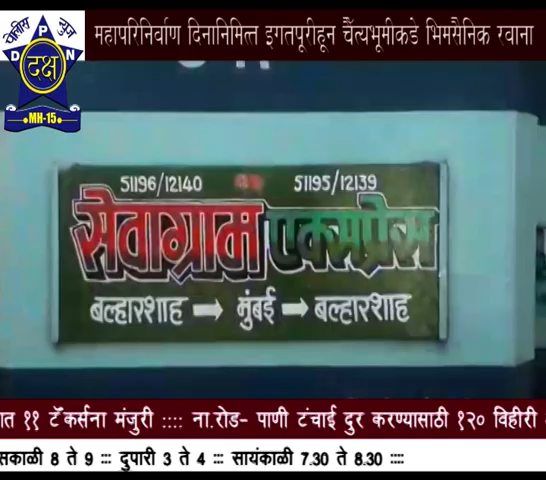 पोलीस न्युज
D P N
दक्ष
MH-15
महापरिनिर्वाण दिनानिमित्त इगतपूरीहून चैत्यभूमीकडे भिमसैनिक रवाना
51196/12140 51195/12139
सेवाग्राम एक्सप्रेस
बल्हारशाह → मुंबई → बल्हारशाह
ात ११ टॅंकर्सना मंजुरी :::: ना.रोड- पाणी टंचाई दुर करण्यासाठी १२० विहीरी
सकाळी 8 ते 9 ::: दुपारी 3 ते 4 ::: सायंकाळी 7.30 ते 8.30 ::::